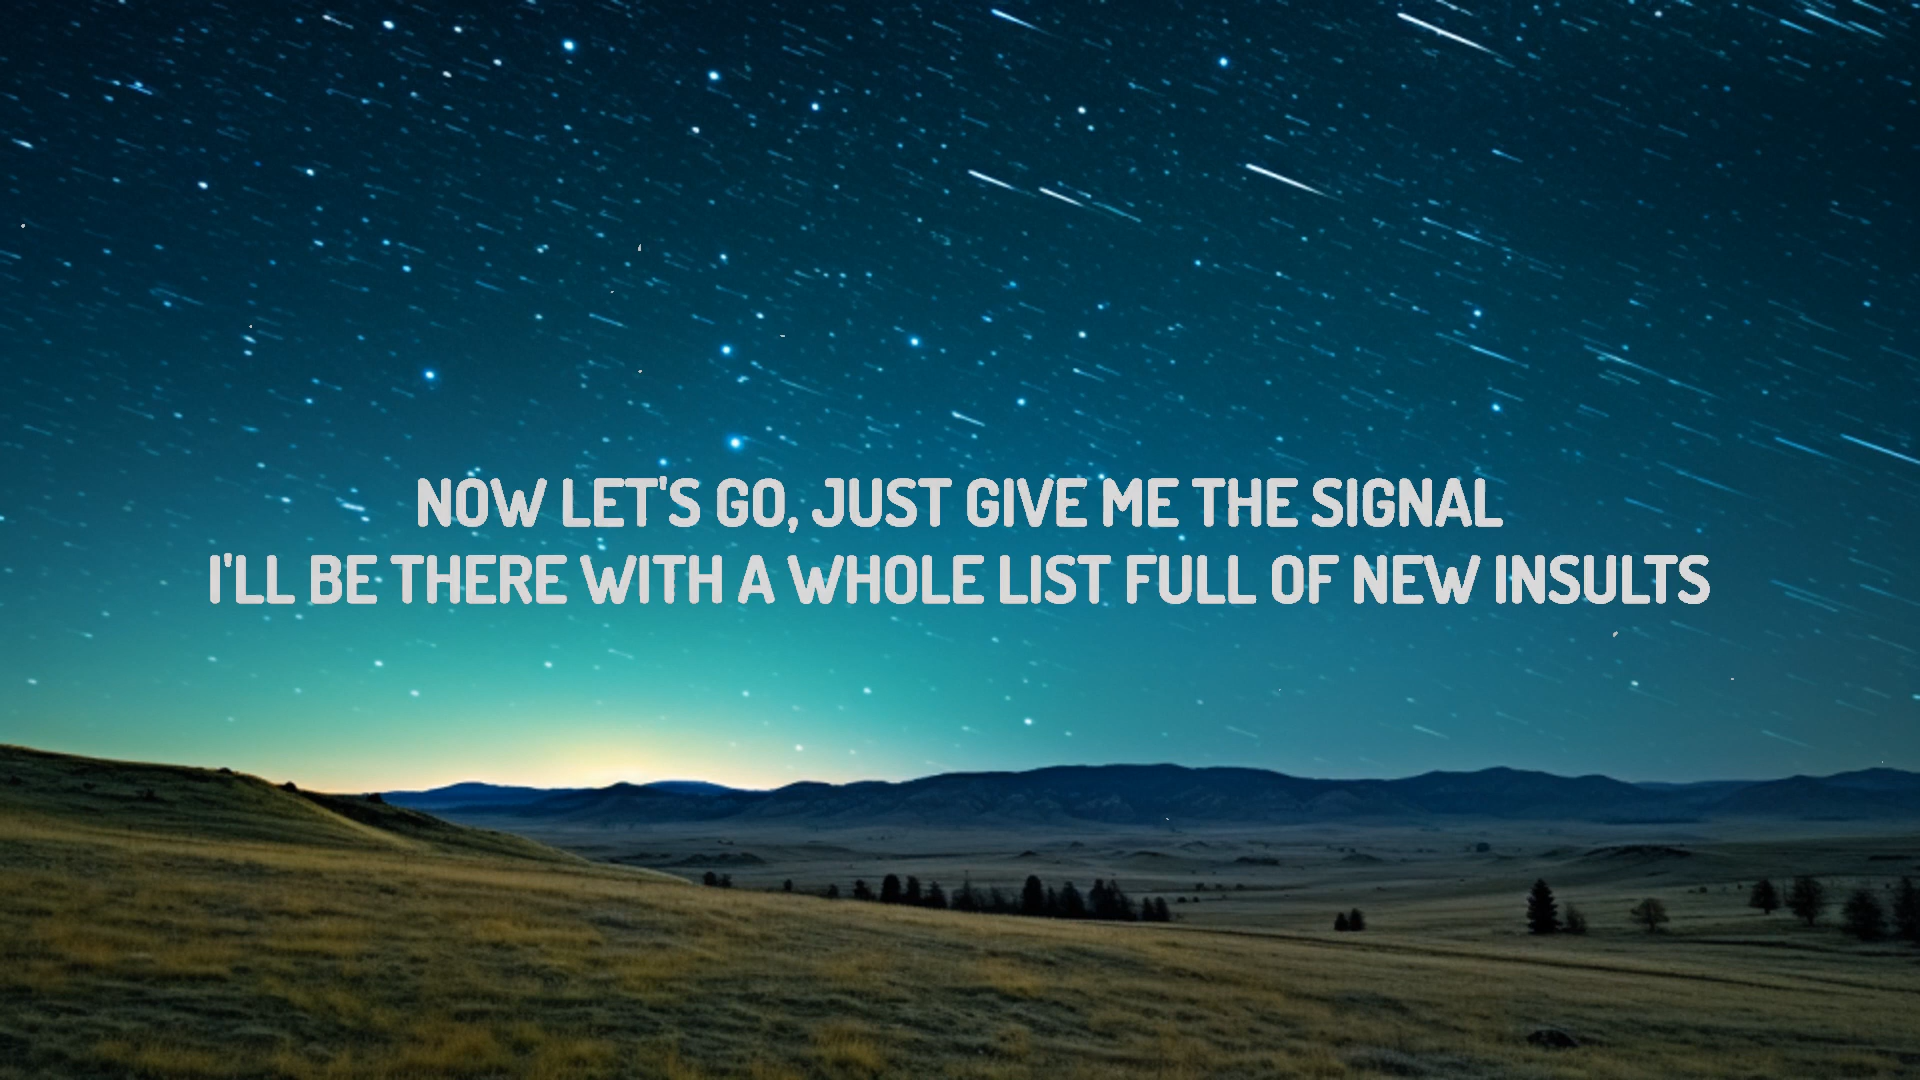 NOW LET'S GO, JUST GIVE ME THE SIGNAL
I'LL BE THERE WITH A WHOLE LIST FULL OF NEW INSULTS